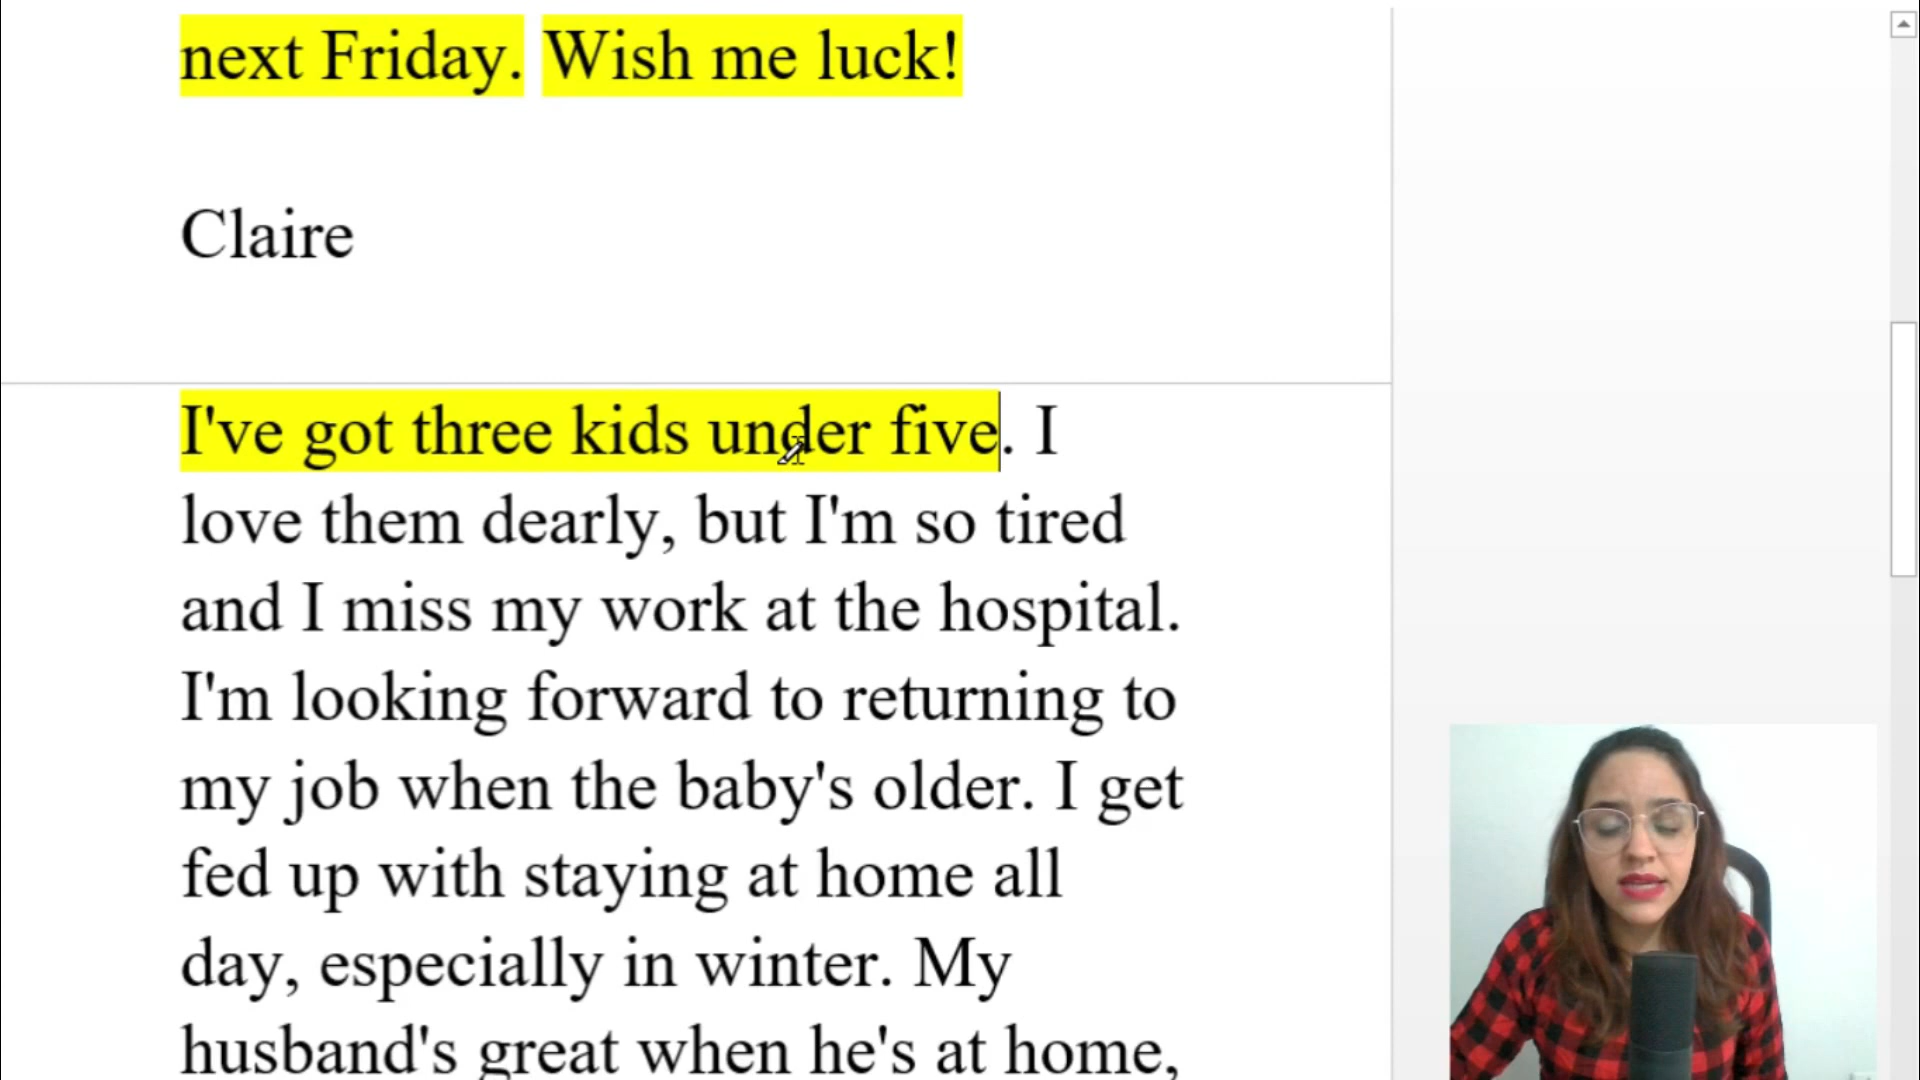 next Friday. Wish me luck!
Claire
I've got three kids under five. I
love them dearly, but I'm so tired
and I miss my work at the hospital.
I'm looking forward to returning to
my job when the baby's older. I get
fed up with staying at home all
day, especially in winter. My
husband's great when he's at home,